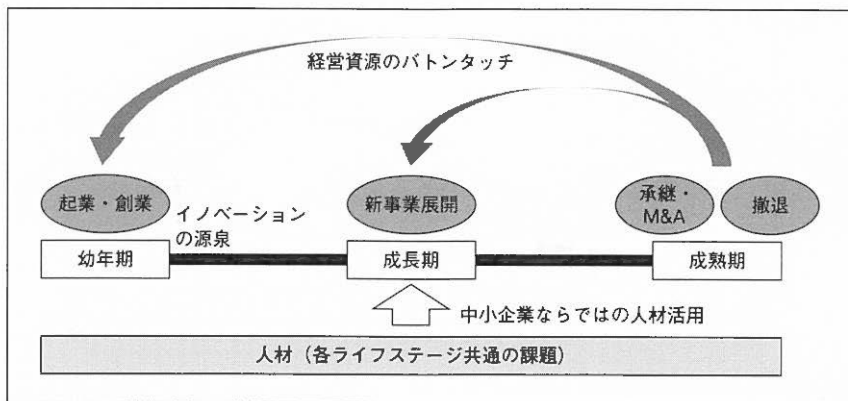 経営資源のバトンタッチ
起業・創業
イノベーション
の源泉
新事業展開
承継・
M&A
撤退
幼年期
成長期
成熟期
中小企業ならではの人材活用
人材（各ライフステージ共通の課題）